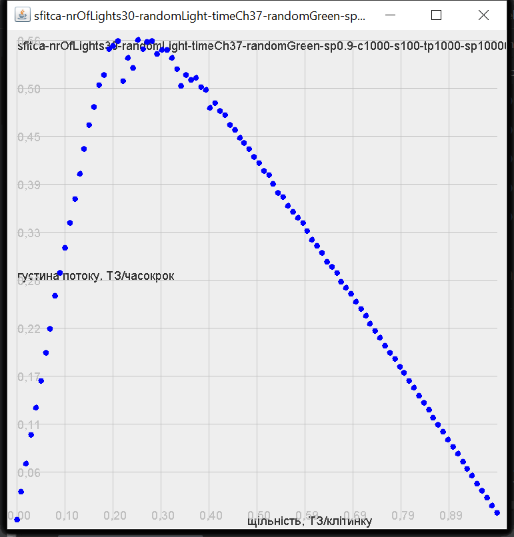 sfitca-nrOfLights30-randomLight-timeCh37-randomGreen-sp...
0,55
sfitca-nrOfLights30-randomLight-timeCh37-randomGreen-sp0.9-c1000-s100-tp1000-sp1000
0,50
0,45
0,39
0,33
0,28
густина потоку, ТЗ/часокрок
0,22
0,17
0,11
0,06
0,00 0,10 0,20 0,30 0,40 0,50 0,60 0,69 0,79 0,89
щільність, ТЗ/клітинку